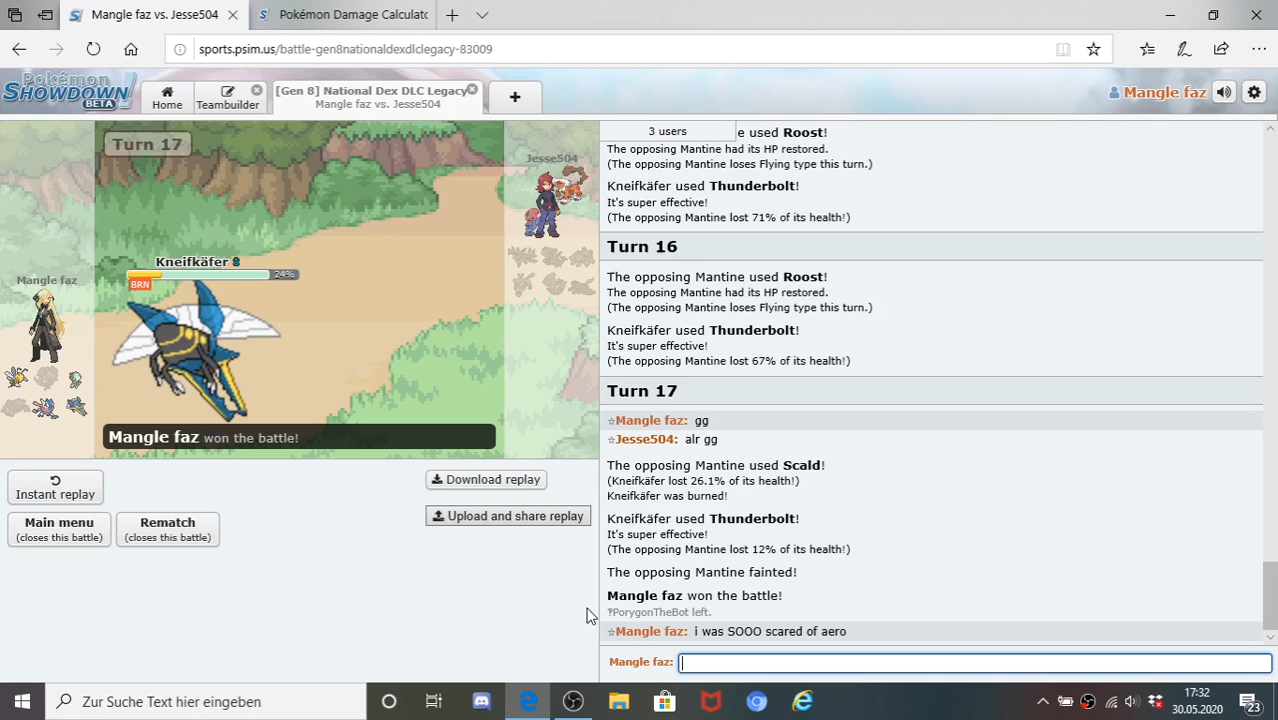 Mangle faz vs. Jesse504
Pokémon Damage Calculato
sports.psim.us/battle-gen8nationaldexdlclegacy-83009
Pokémon
SHOWDOWN
BETA
Home
Teambuilder
[Gen 8] National Dex DLC Legacy
Mangle faz vs. Jesse504
+
Mangle faz
Turn 17
Jesse504
Kneifkäfer
24%
BRN
Mangle faz
Mangle faz won the battle!
Instant replay
Download replay
Upload and share replay
Main menu
(closes this battle)
Rematch
(closes this battle)
3 users
e used Roost!
The opposing Mantine had its HP restored.
(The opposing Mantine loses Flying type this turn.)
Kneifkäfer used Thunderbolt!
It's super effective!
(The opposing Mantine lost 71% of its health!)
Turn 16
The opposing Mantine used Roost!
The opposing Mantine had its HP restored.
(The opposing Mantine loses Flying type this turn.)
Kneifkäfer used Thunderbolt!
It's super effective!
(The opposing Mantine lost 67% of its health!)
Turn 17
☆Mangle faz: gg
☆Jesse504: alr gg
The opposing Mantine used Scald!
(Kneifkäfer lost 26.1% of its health!)
Kneifkäfer was burned!
Kneifkäfer used Thunderbolt!
It's super effective!
(The opposing Mantine lost 12% of its health!)
The opposing Mantine fainted!
Mangle faz won the battle!
‽PorygonTheBot left.
☆Mangle faz: i was SOOO scared of aero
Mangle faz:
Zur Suche Text hier eingeben
17:32
30.05.2020
23